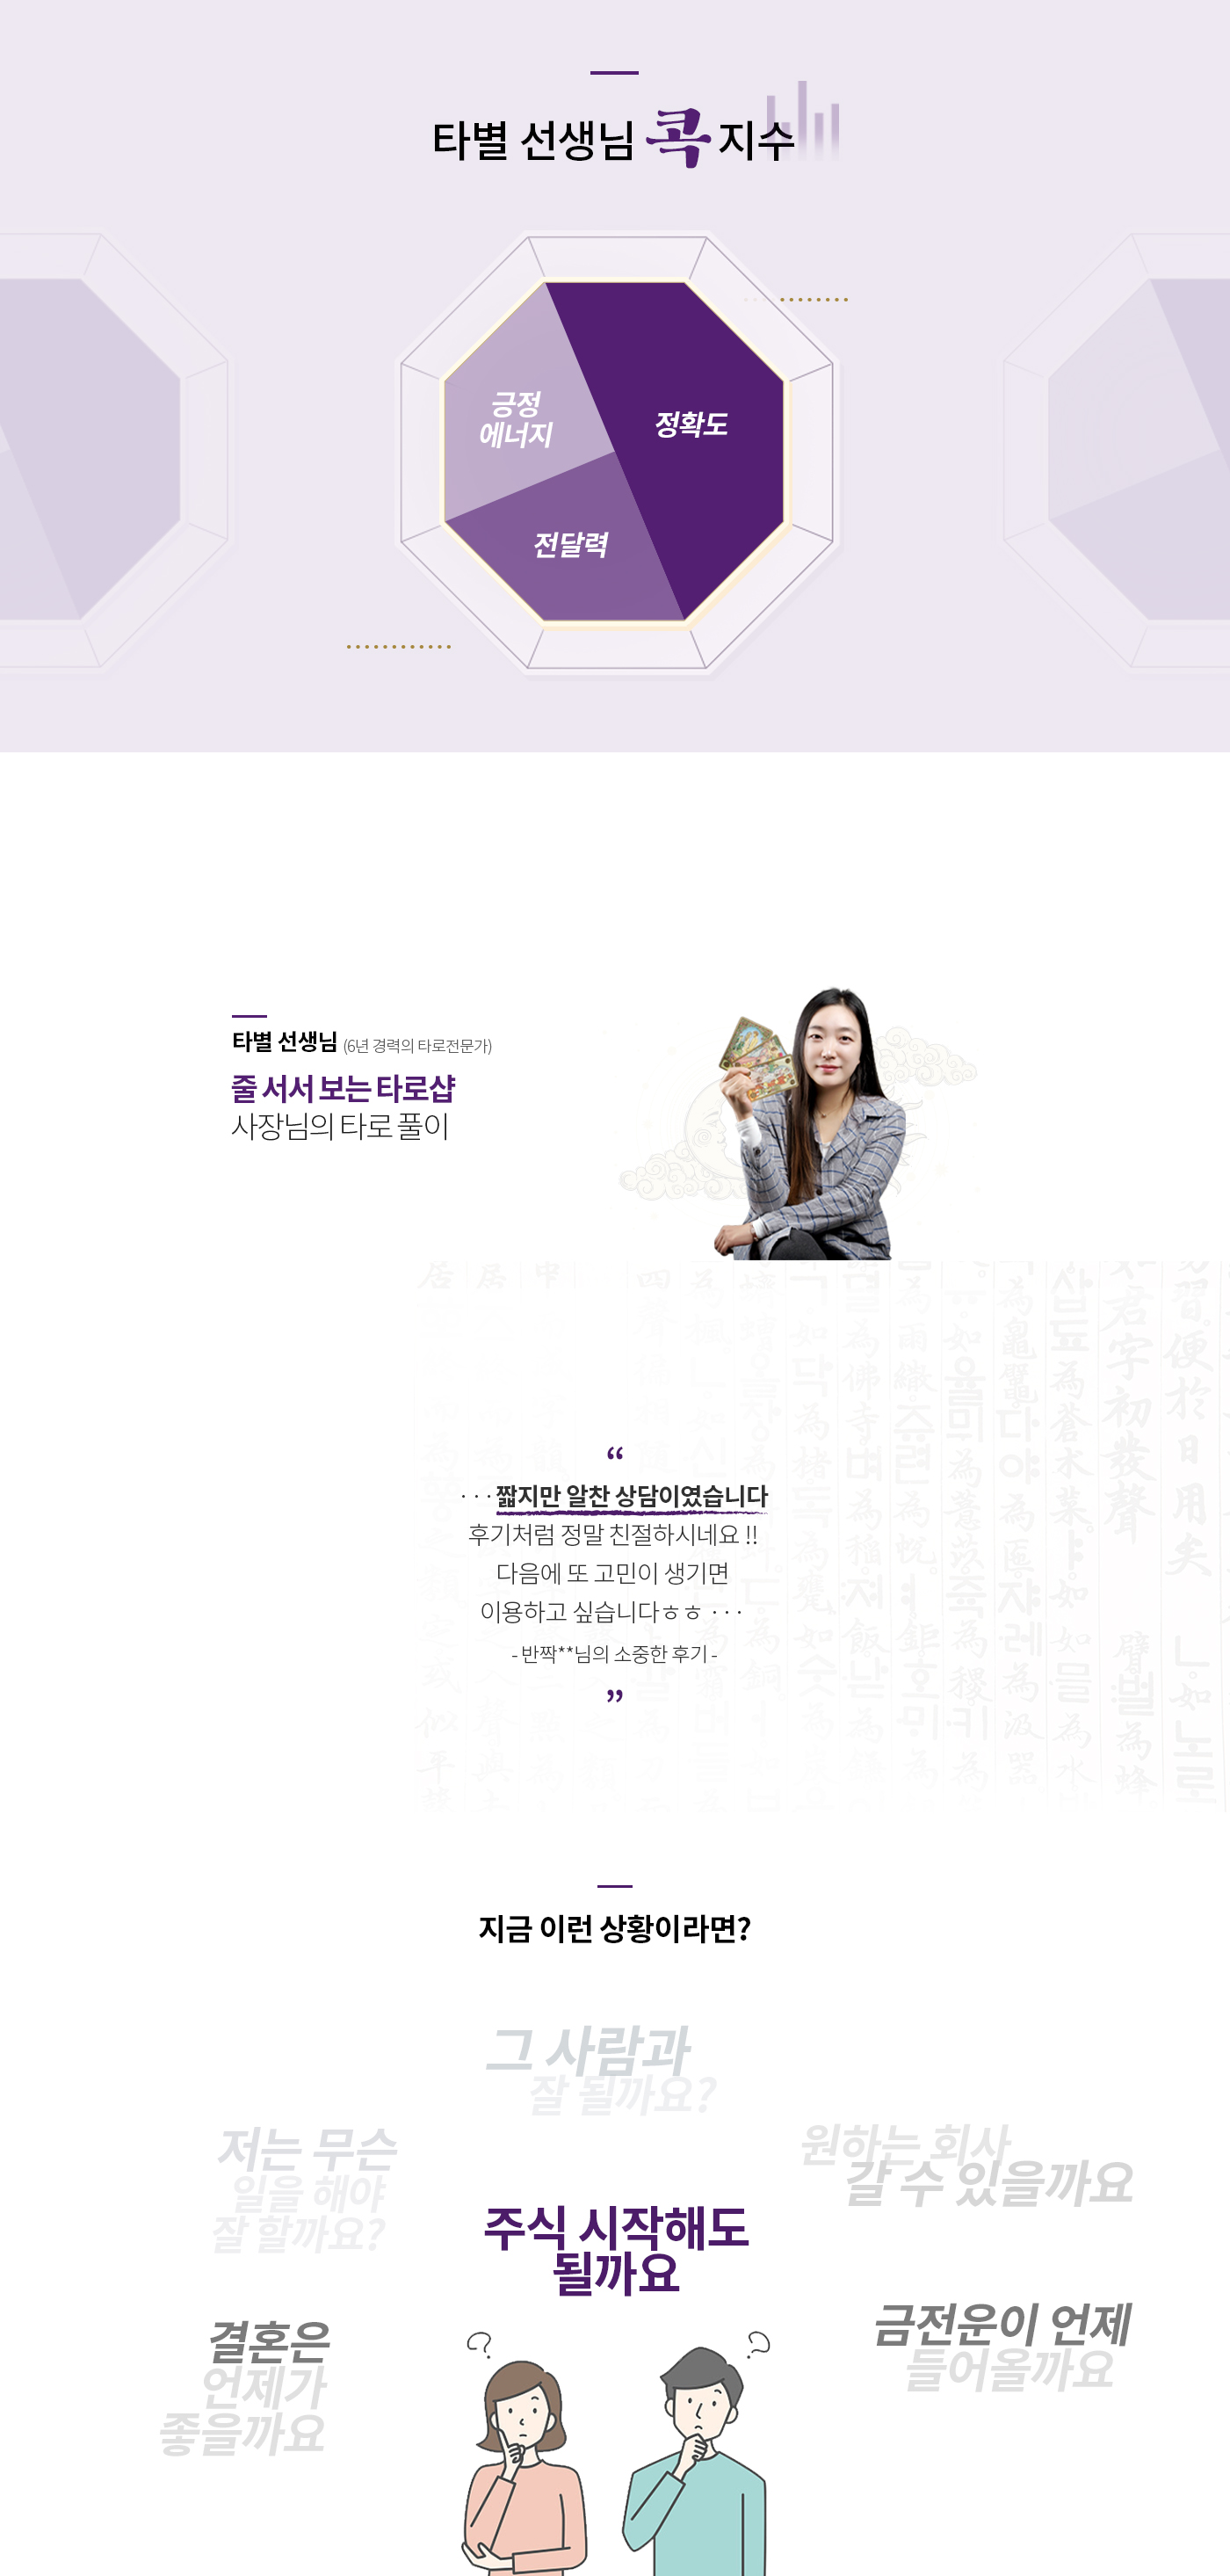 타별 선생님 콕 지수
긍정
에너지
정확도
전달력
타별 선생님 (6년 경력의 타로전문가)
줄 서서 보는 타로샵
사장님의 타로 풀이
“
· · · 짧지만 알찬 상담이였습니다
후기처럼 정말 친절하시네요 !!
다음에 또 고민이 생기면
이용하고 싶습니다ㅎㅎ · · ·
- 반짝**님의 소중한 후기 -
”
지금 이런 상황이라면?
그 사람과
잘 될까요?
저는 무슨
일을 해야
잘 할까요?
원하는 회사
갈 수 있을까요
주식 시작해도
될까요
결혼은
언제가
좋을까요
금전운이 언제
들어올까요
?
?